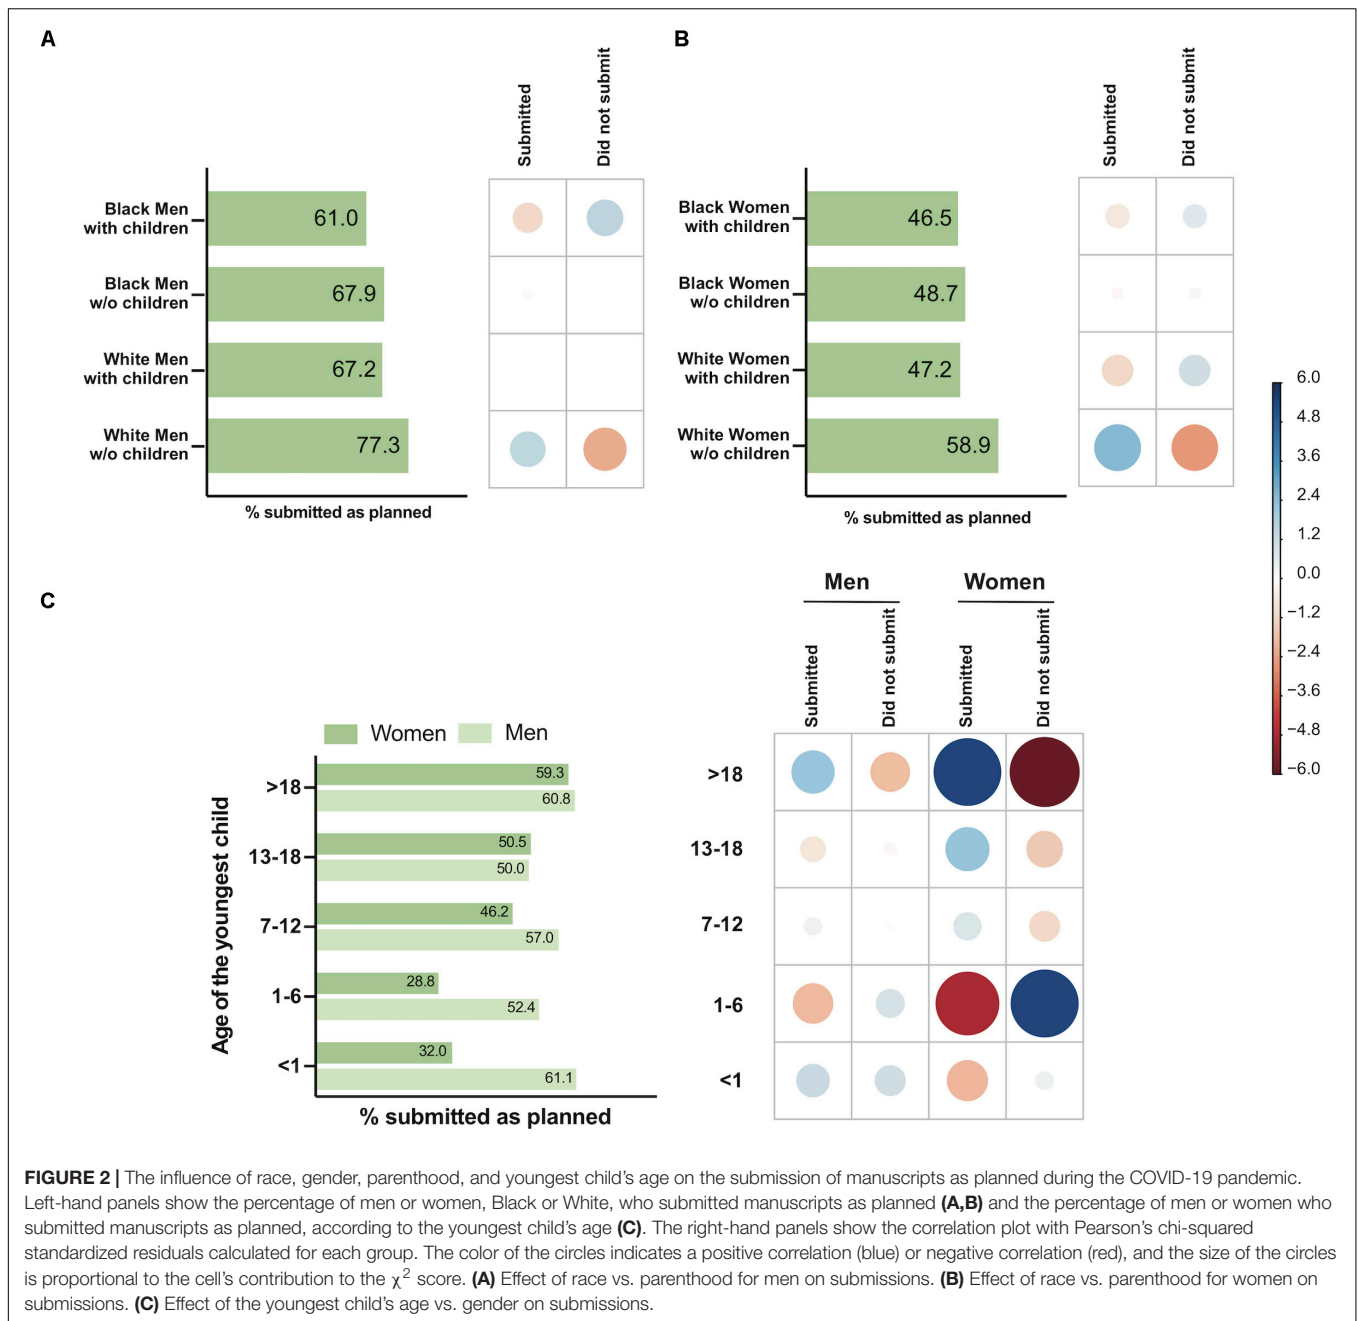 A
Submitted
Did not submit
Black Men
with children
61.0
Black Men
w/o children
67.9
White Men
with children
67.2
White Men
w/o children
77.3
% submitted as planned
B
Submitted
Did not submit
Black Women
with children
46.5
Black Women
w/o children
48.7
White Women
with children
47.2
White Women
w/o children
58.9
% submitted as planned
6.0
4.8
3.6
2.4
1.2
0.0
−1.2
−2.4
−3.6
−4.8
−6.0
C
Women
Men
Age of the youngest child
>18
59.3
60.8
13-18
50.5
50.0
7-12
46.2
57.0
1-6
28.8
52.4
<1
32.0
61.1
% submitted as planned
Men
Women
Submitted
Did not submit
Submitted
Did not submit
>18
13-18
7-12
1-6
<1
FIGURE 2 | The influence of race, gender, parenthood, and youngest child's age on the submission of manuscripts as planned during the COVID-19 pandemic.
Left-hand panels show the percentage of men or women, Black or White, who submitted manuscripts as planned (A,B) and the percentage of men or women who
submitted manuscripts as planned, according to the youngest child's age (C). The right-hand panels show the correlation plot with Pearson's chi-squared
standardized residuals calculated for each group. The color of the circles indicates a positive correlation (blue) or negative correlation (red), and the size of the circles
is proportional to the cell's contribution to the χ² score. (A) Effect of race vs. parenthood for men on submissions. (B) Effect of race vs. parenthood for women on
submissions. (C) Effect of the youngest child's age vs. gender on submissions.